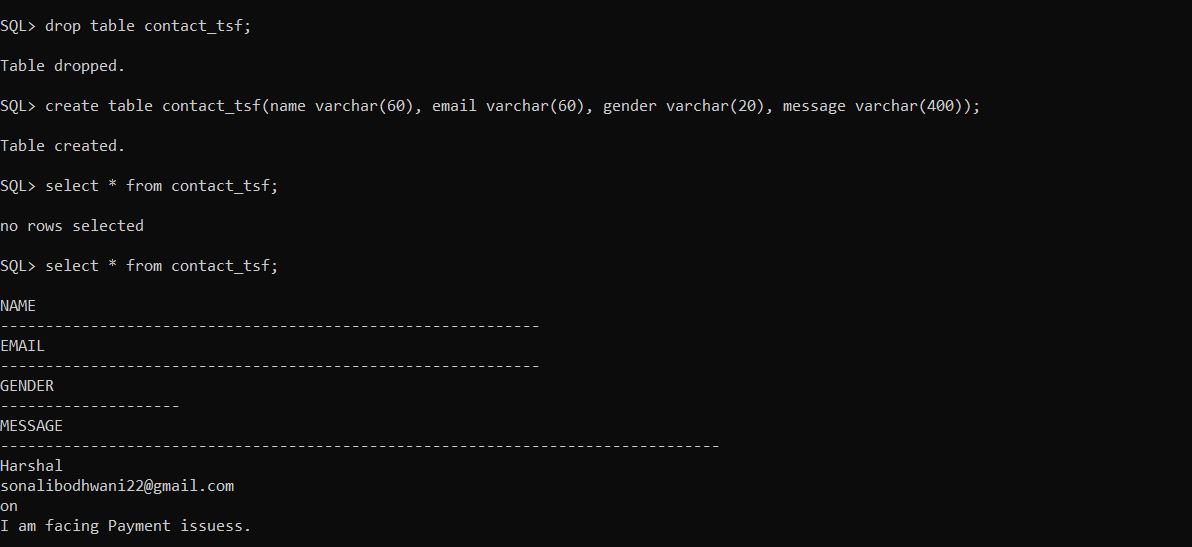 SQL> drop table contact_tsf;
Table dropped.
SQL> create table contact_tsf(name varchar(60), email varchar(60), gender varchar(20), message varchar(400));
Table created.
SQL> select * from contact_tsf;
no rows selected
SQL> select * from contact_tsf;
NAME
------------------------------------------------------------
EMAIL
------------------------------------------------------------
GENDER
--------------------
MESSAGE
--------------------------------------------------------------------------------
Harshal
sonalibodhwani22@gmail.com
on
I am facing Payment issuess.